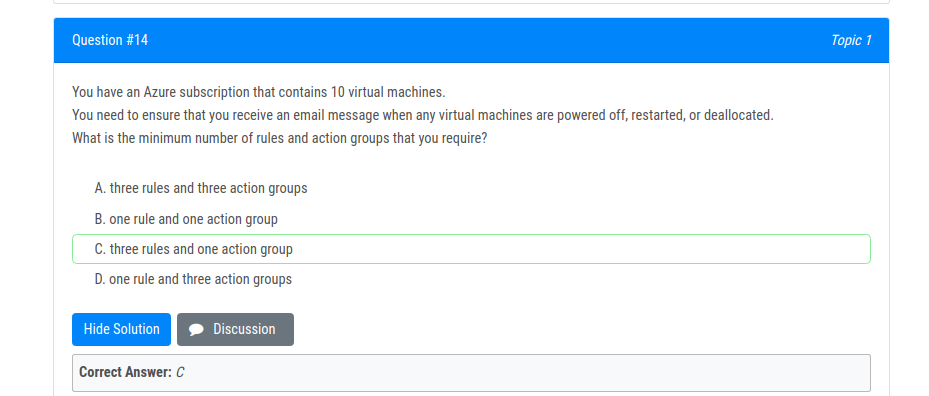 Question #14
Topic 1
You have an Azure subscription that contains 10 virtual machines.
You need to ensure that you receive an email message when any virtual machines are powered off, restarted, or deallocated.
What is the minimum number of rules and action groups that you require?
A. three rules and three action groups
B. one rule and one action group
C. three rules and one action group
D. one rule and three action groups
Hide Solution
Discussion
Correct Answer: C